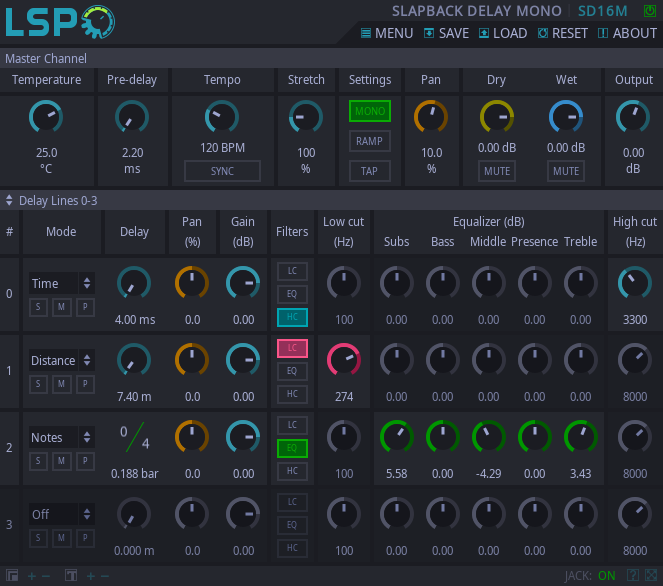 LSP SLAPBACK DELAY MONO SD16M
MENU SAVE LOAD RESET ABOUT
Master Channel
Temperature Pre-delay Tempo Stretch Settings Pan Dry Wet Output
MONO
RAMP
TAP
25.0 2.20 120 BPM 100 10.0 0.00 dB 0.00 dB 0.00
°C ms SYNC % % MUTE MUTE dB
Delay Lines 0-3
# Mode Delay Pan (%) Gain (dB) Filters Low cut (Hz) Equalizer (dB) High cut (Hz)
Subs Bass Middle Presence Treble
0 Time LC
S M P EQ
4.00 ms 0.0 0.00 HC 100 0.00 0.00 0.00 0.00 0.00 3300
1 Distance LC
S M P EQ
7.40 m 0.0 0.00 HC 274 0.00 0.00 0.00 0.00 0.00 8000
2 Notes 0/4 LC
S M P EQ
0.188 bar 0.0 0.00 HC 100 5.58 0.00 -4.29 0.00 3.43 8000
3 Off LC
S M P EQ
0.000 m 0.0 0.00 HC 100 0.00 0.00 0.00 0.00 0.00 8000
+ − + − JACK: ON ?